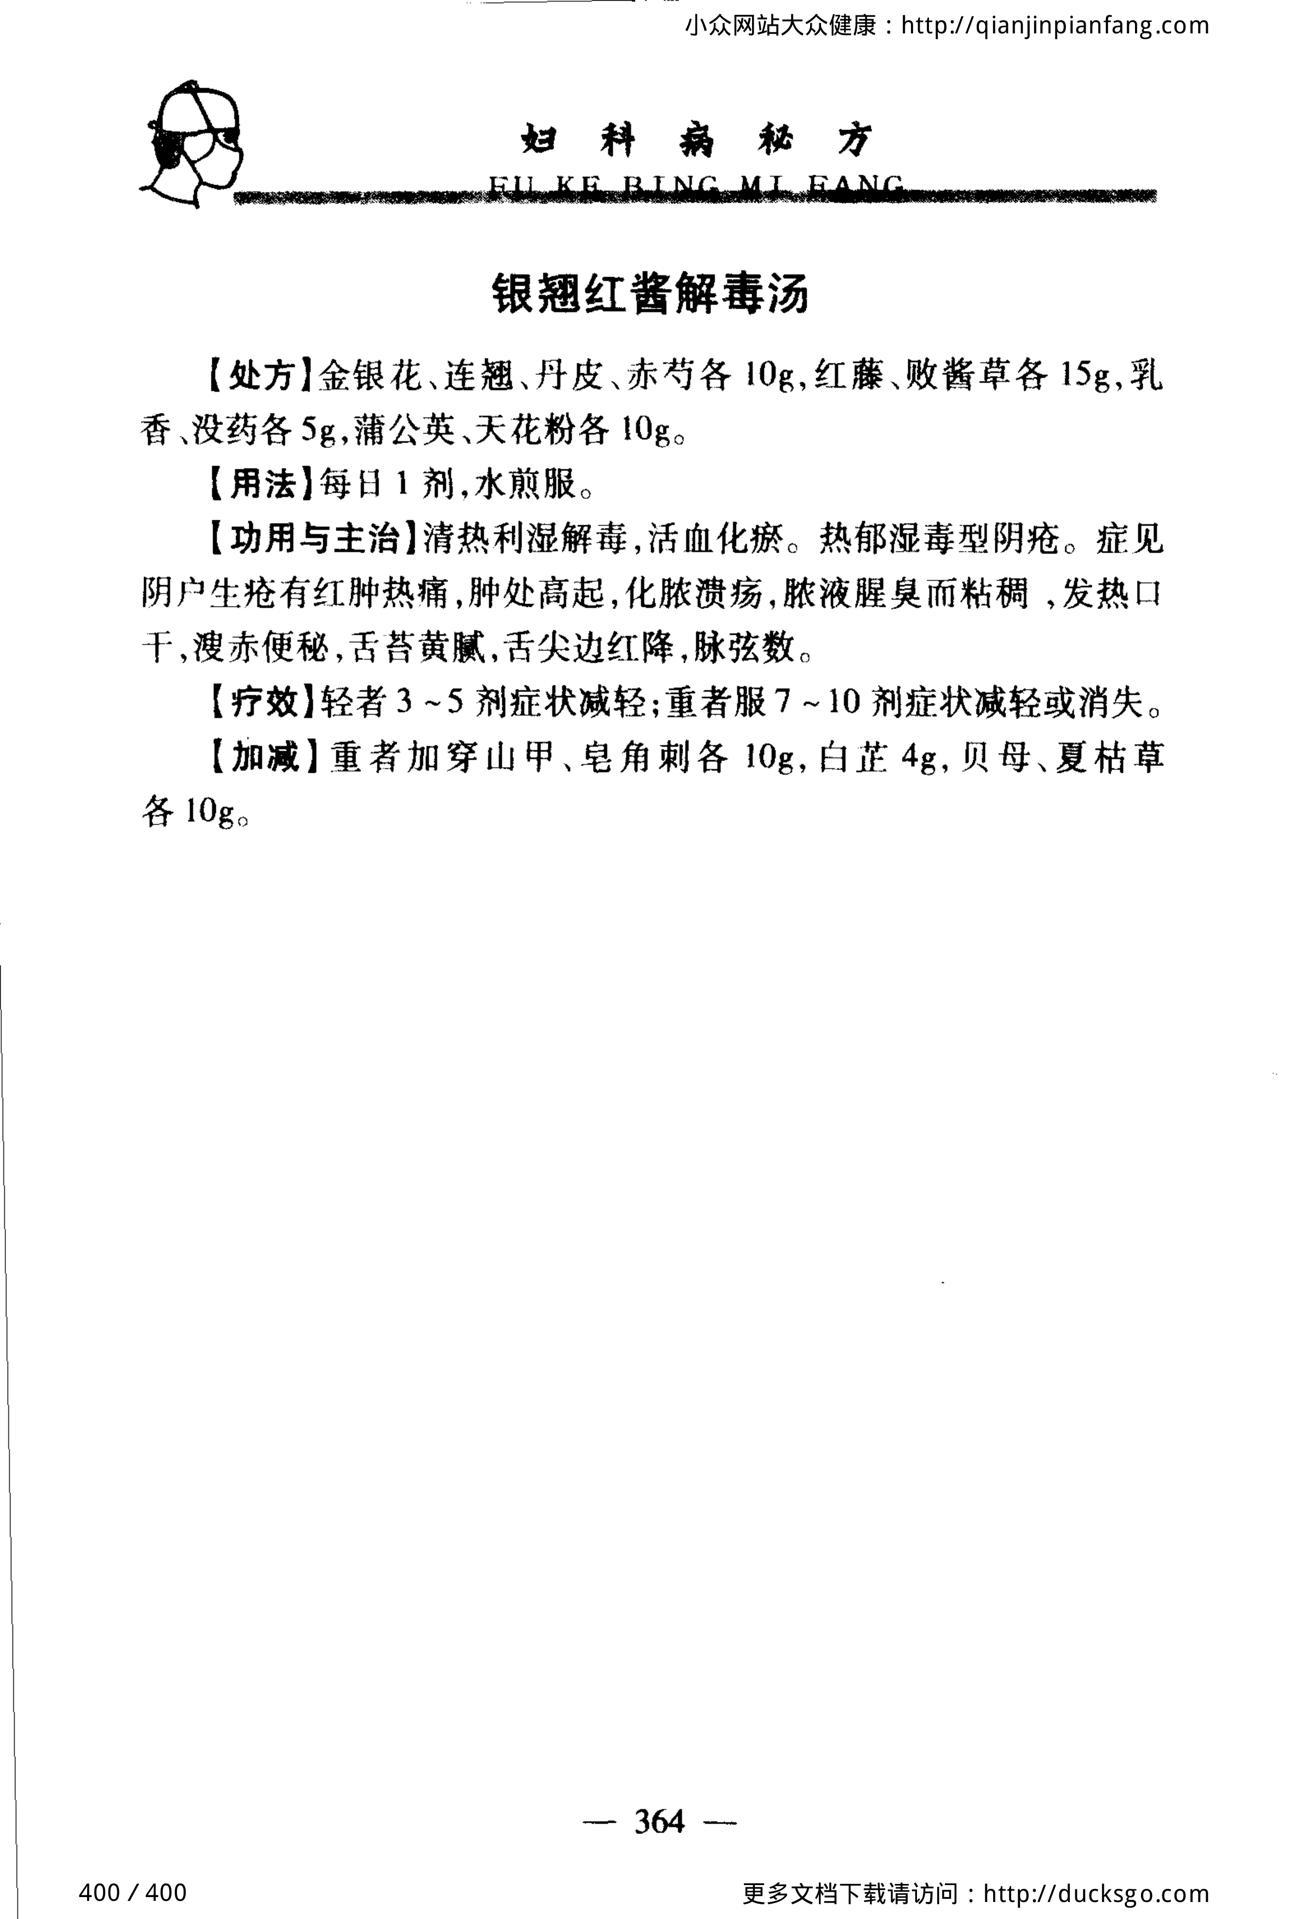 小众网站大众健康：http://qianjinpianfang.com
妇科病秘方
FU KE BING MI FANG
银翘红酱解毒汤
【处方】金银花、连翘、丹皮、赤芍各 10g,红藤、败酱草各 15g,乳
香、没药各 5g,蒲公英、天花粉各 10g。
【用法】每日 1 剂,水煎服。
【功用与主治】清热利湿解毒,活血化瘀。热郁湿毒型阴疮。症见
阴户生疮有红肿热痛,肿处高起,化脓溃疡,脓液腥臭而粘稠,发热口
干,溲赤便秘,舌苔黄腻,舌尖边红降,脉弦数。
【疗效】轻者 3 ~ 5 剂症状减轻;重者服 7 ~ 10 剂症状减轻或消失。
【加减】重者加穿山甲、皂角刺各 10g,白芷 4g,贝母、夏枯草
各 10g。
— 364 —
400 / 400
更多文档下载请访问：http://ducksgo.com